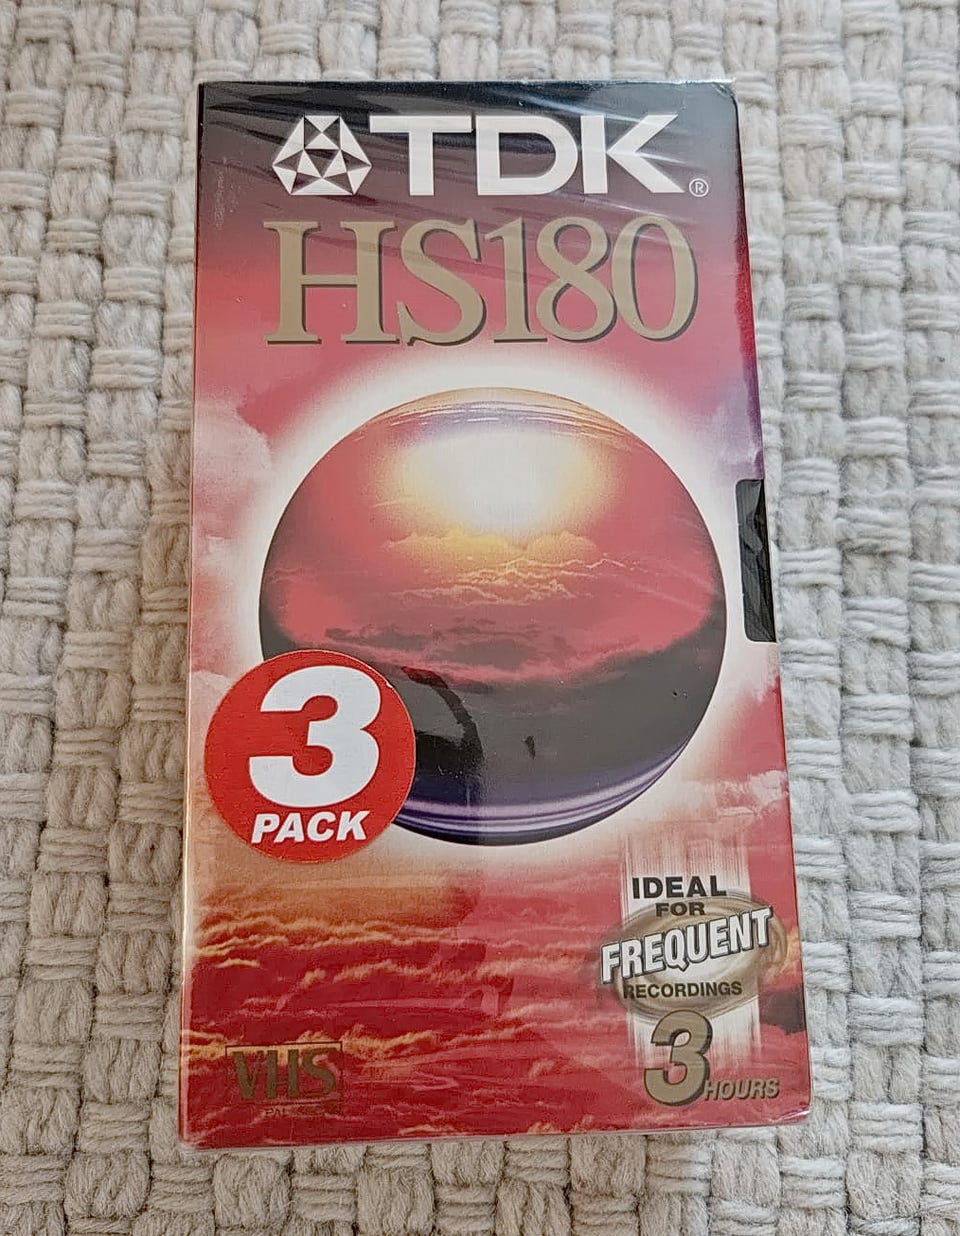 TDK®
HS180
3
PACK
IDEAL
FOR
FREQUENT
RECORDINGS
3 HOURS
VHS